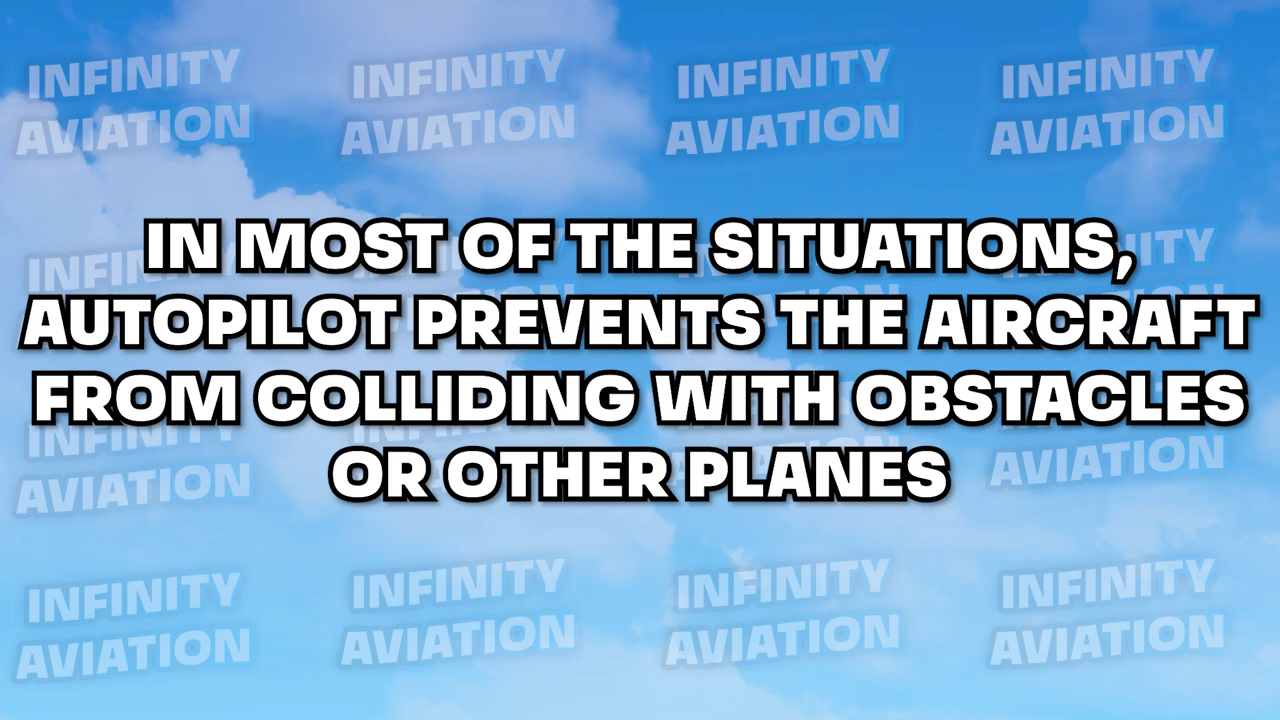 INFINITY INFINITY INFINITY INFINITY
AVIATION AVIATION AVIATION AVIATION
IN MOST OF THE SITUATIONS,
AUTOPILOT PREVENTS THE AIRCRAFT
FROM COLLIDING WITH OBSTACLES
OR OTHER PLANES
AVIATION AVIATION
INFINITY INFINITY INFINITY INFINITY
AVIATION AVIATION AVIATION AVIATION